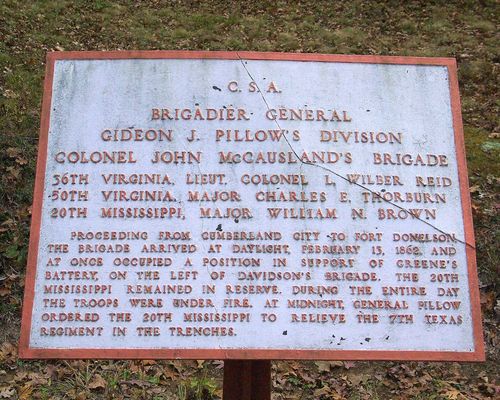 C.S.A.
BRIGADIER GENERAL
GIDEON J. PILLOW'S DIVISION
COLONEL JOHN McCAUSLAND'S BRIGADE
36TH VIRGINIA, LIEUT. COLONEL L. WILBER REID
50TH VIRGINIA, MAJOR CHARLES E. THORBURN
20TH MISSISSIPPI, MAJOR WILLIAM N. BROWN
PROCEEDING FROM CUMBERLAND CITY TO FORT DONELSON,
THE BRIGADE ARRIVED AT DAYLIGHT, FEBRUARY 13, 1862, AND
AT ONCE OCCUPIED A POSITION IN SUPPORT OF GREENE'S
BATTERY, ON THE LEFT OF DAVIDSON'S BRIGADE. THE 20TH
MISSISSIPPI REMAINED IN RESERVE. DURING THE ENTIRE DAY
THE TROOPS WERE UNDER FIRE. AT MIDNIGHT, GENERAL PILLOW
ORDERED THE 20TH MISSISSIPPI TO RELIEVE THE 7TH TEXAS
REGIMENT IN THE TRENCHES.